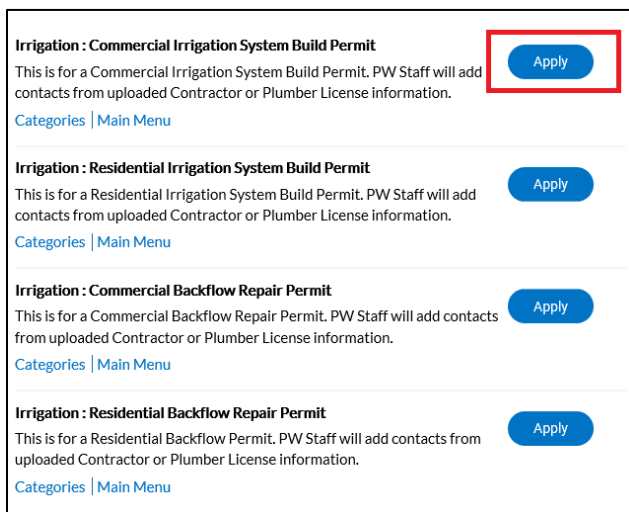 Irrigation : Commercial Irrigation System Build Permit
Apply
This is for a Commercial Irrigation System Build Permit. PW Staff will add
contacts from uploaded Contractor or Plumber License information.
Categories | Main Menu
Irrigation : Residential Irrigation System Build Permit
Apply
This is for a Residential Irrigation System Build Permit. PW Staff will add
contacts from uploaded Contractor or Plumber License information.
Categories | Main Menu
Irrigation : Commercial Backflow Repair Permit
Apply
This is for a Commercial Backflow Repair Permit. PW Staff will add contacts
from uploaded Contractor or Plumber License information.
Categories | Main Menu
Irrigation : Residential Backflow Repair Permit
Apply
This is for a Residential Backflow Permit. PW Staff will add contacts from
uploaded Contractor or Plumber License information.
Categories | Main Menu